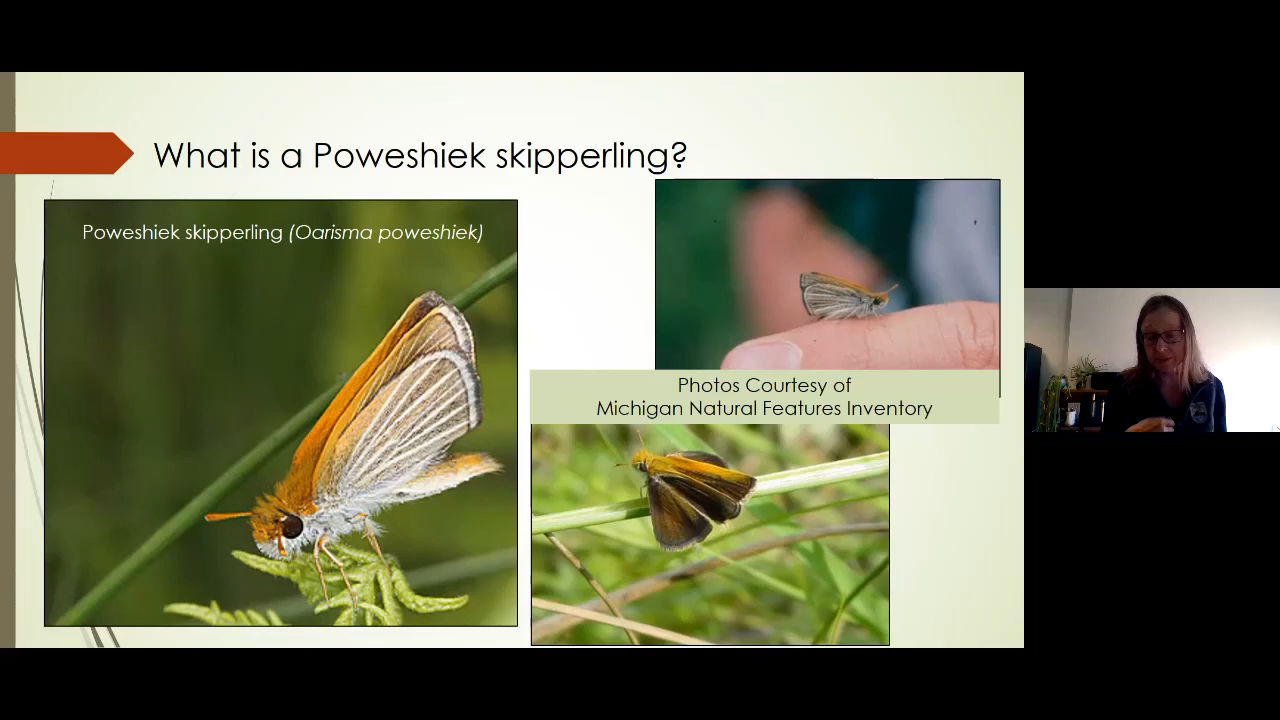 What is a Poweshiek skipperling?
Poweshiek skipperling (Oarisma poweshiek)
Photos Courtesy of
Michigan Natural Features Inventory